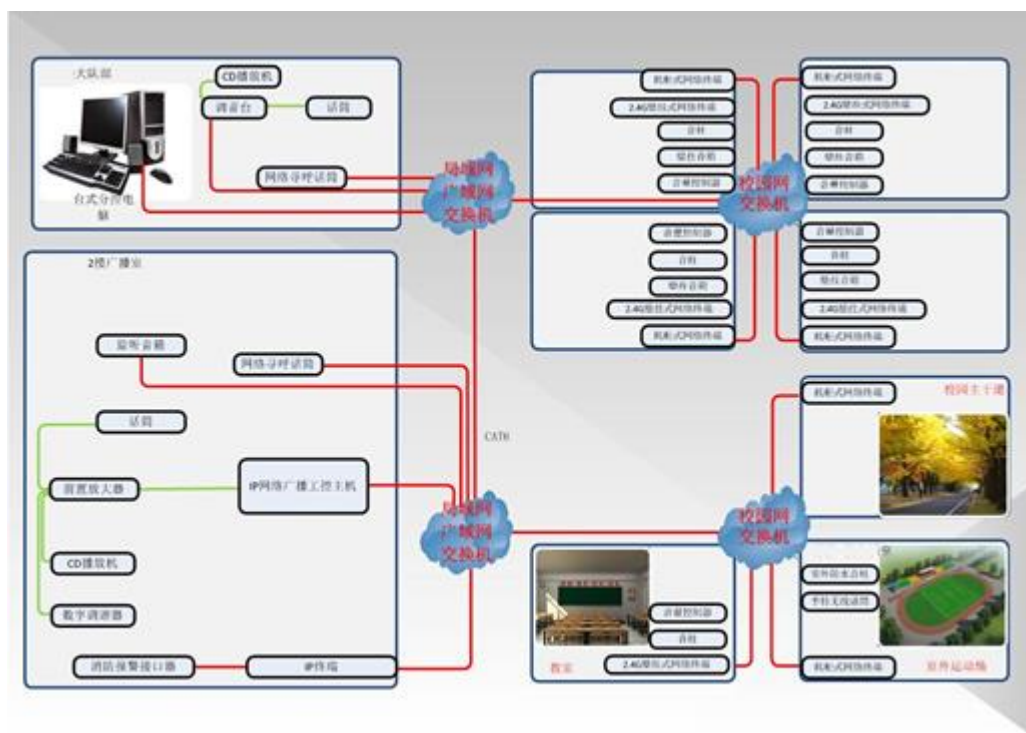 大队部
CD播放机
调音台
话筒
网络寻呼话筒
台式分控电
脑
局域网
广域网
交换机
机柜式网络终端
2.4G壁挂式网络终端
音柱
壁挂音箱
音量控制器
音量控制器
音柱
壁挂音箱
2.4G壁挂式网络终端
机柜式网络终端
校园网
交换机
机柜式网络终端
2.4G壁挂式网络终端
音柱
壁挂音箱
音量控制器
音量控制器
音柱
壁挂音箱
2.4G壁挂式网络终端
机柜式网络终端
2楼广播室
监听音箱
网络寻呼话筒
话筒
前置放大器
IP网络广播工控主机
CD播放机
数字调谐器
消防报警接口器
IP终端
CAT6
局域网
广域网
交换机
校园网
交换机
机柜式网络终端
校园主干道
音量控制器
音柱
2.4G壁挂式网络终端
教室
室外防水音柱
手持无线话筒
机柜式网络终端
室外运动场